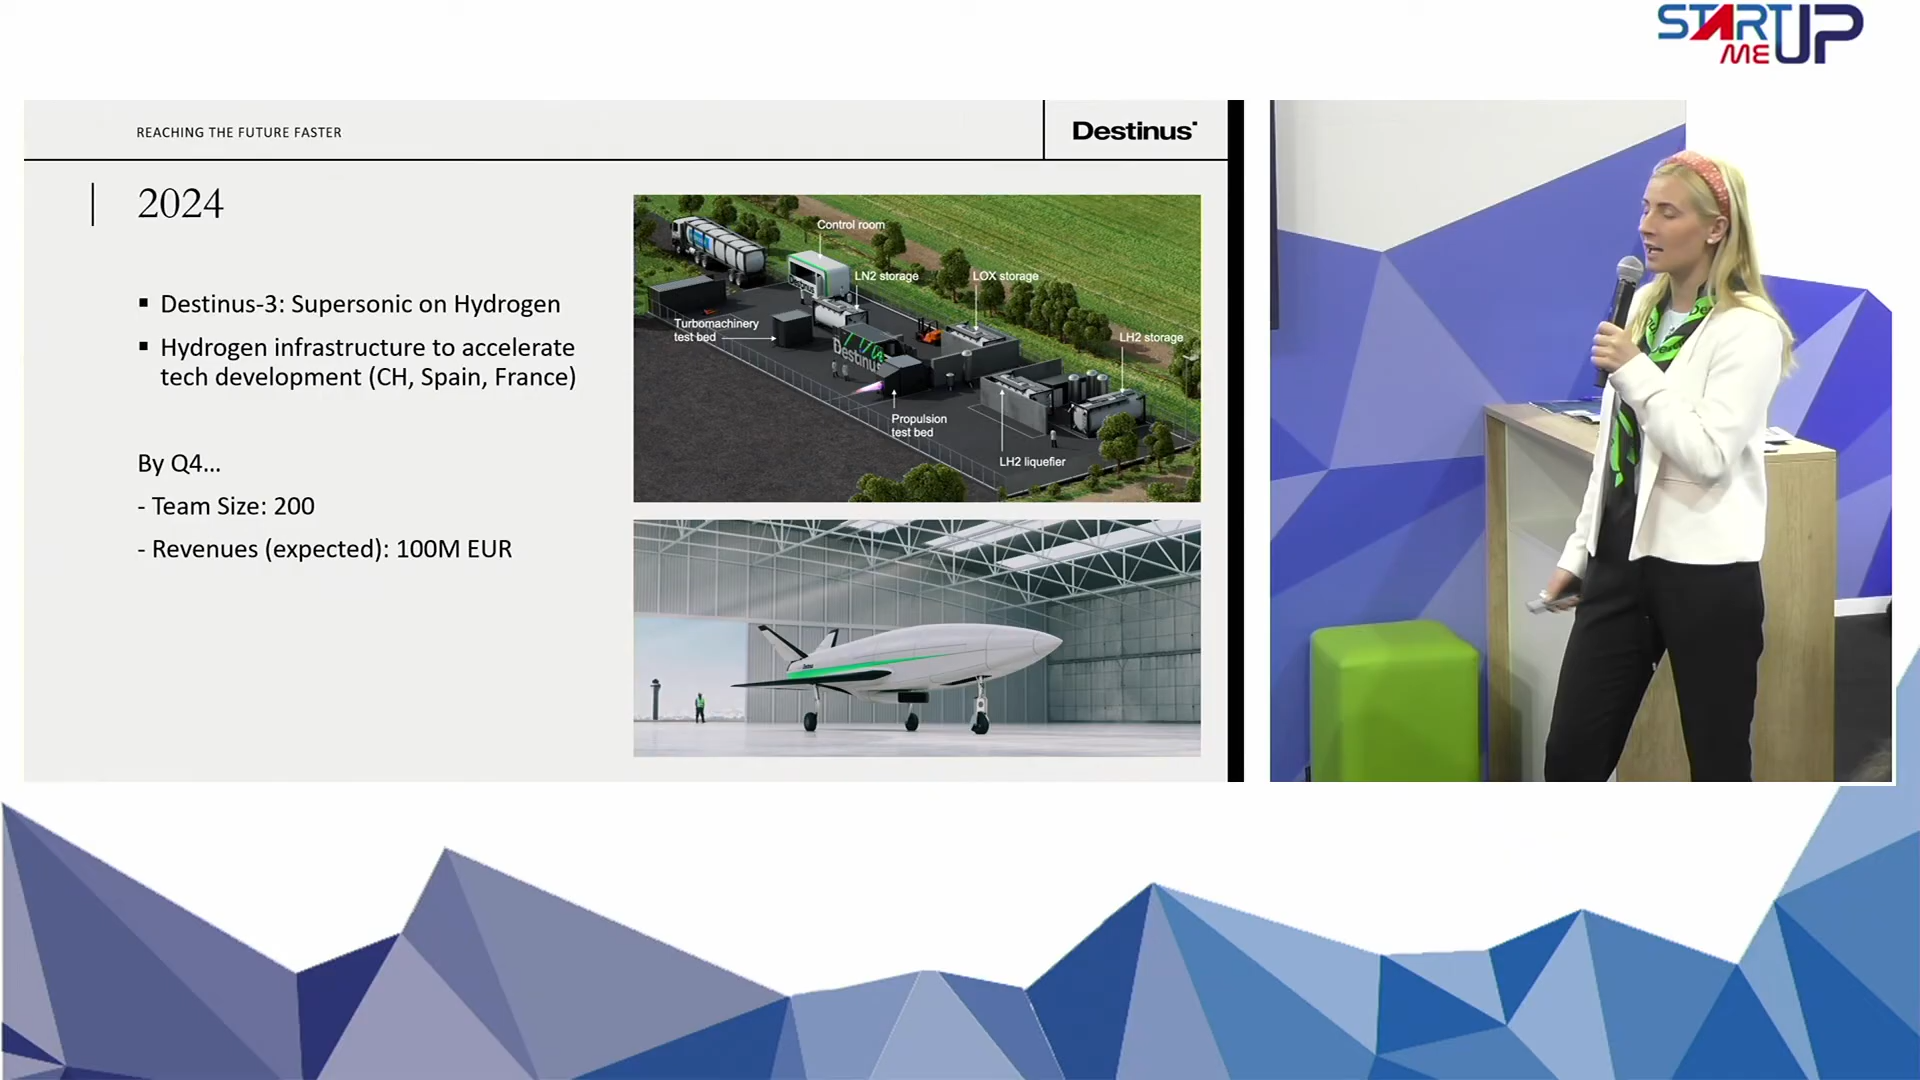 START
ME UP
REACHING THE FUTURE FASTER
Destinus
2024
▪ Destinus-3: Supersonic on Hydrogen
▪ Hydrogen infrastructure to accelerate
tech development (CH, Spain, France)
By Q4...
- Team Size: 200
- Revenues (expected): 100M EUR
Control room
LN2 storage
LOX storage
Turbomachinery
test bed
LH2 storage
Destinus
Propulsion
test bed
LH2 liquefier